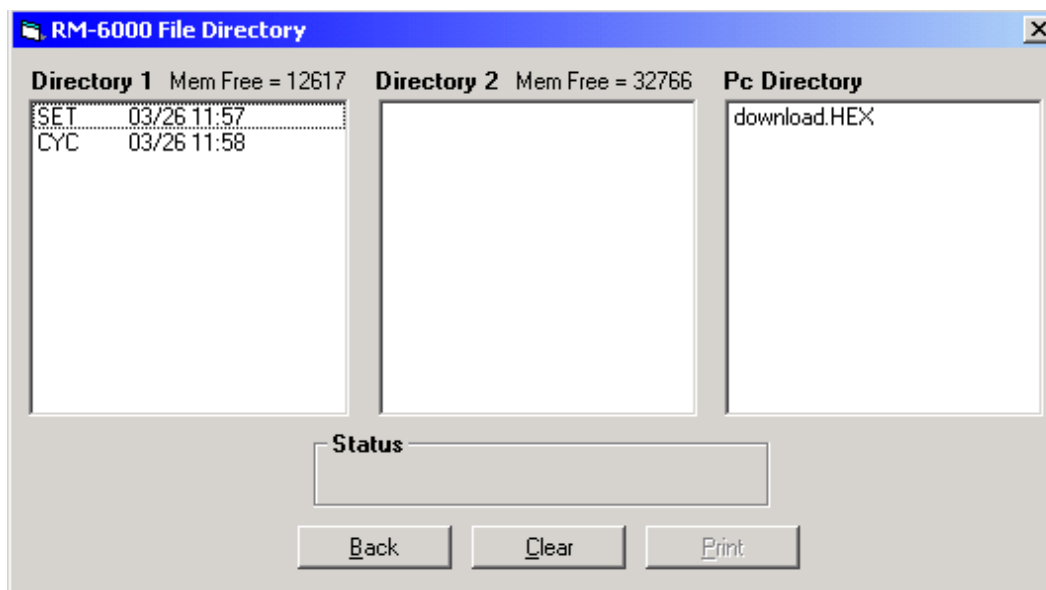 RM-6000 File Directory
Directory 1 Mem Free = 12617
SET 03/26 11:57
CYC 03/26 11:58
Directory 2 Mem Free = 32766
Pc Directory
download.HEX
Status
Back
Clear
Print